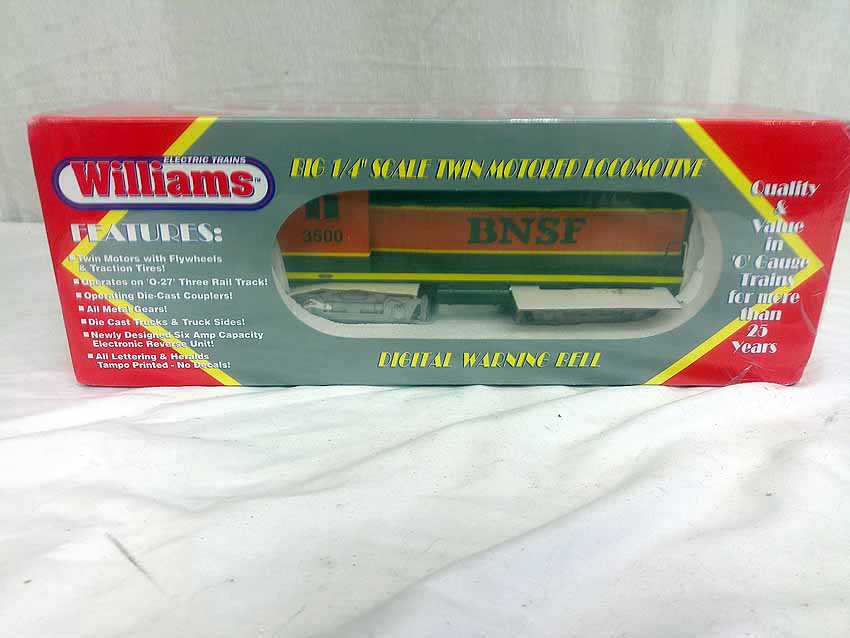 ELECTRIC TRAINS
Williams™
FEATURES:
Twin Motors with Flywheels
& Traction Tires!
Operates on 'O-27' Three Rail Track!
Operating Die-Cast Couplers!
All Metal Gears!
Die Cast Trucks & Truck Sides!
Newly Designed Six Amp Capacity
Electronic Reverse Unit!
All Lettering & Heralds
Tampo Printed - No Decals!
BIG 1/4" SCALE TWIN MOTORED LOCOMOTIVE
3500
BNSF
DIGITAL WARNING BELL
Quality
&
Value
in
'O' Gauge
Trains
for more
than
25
Years